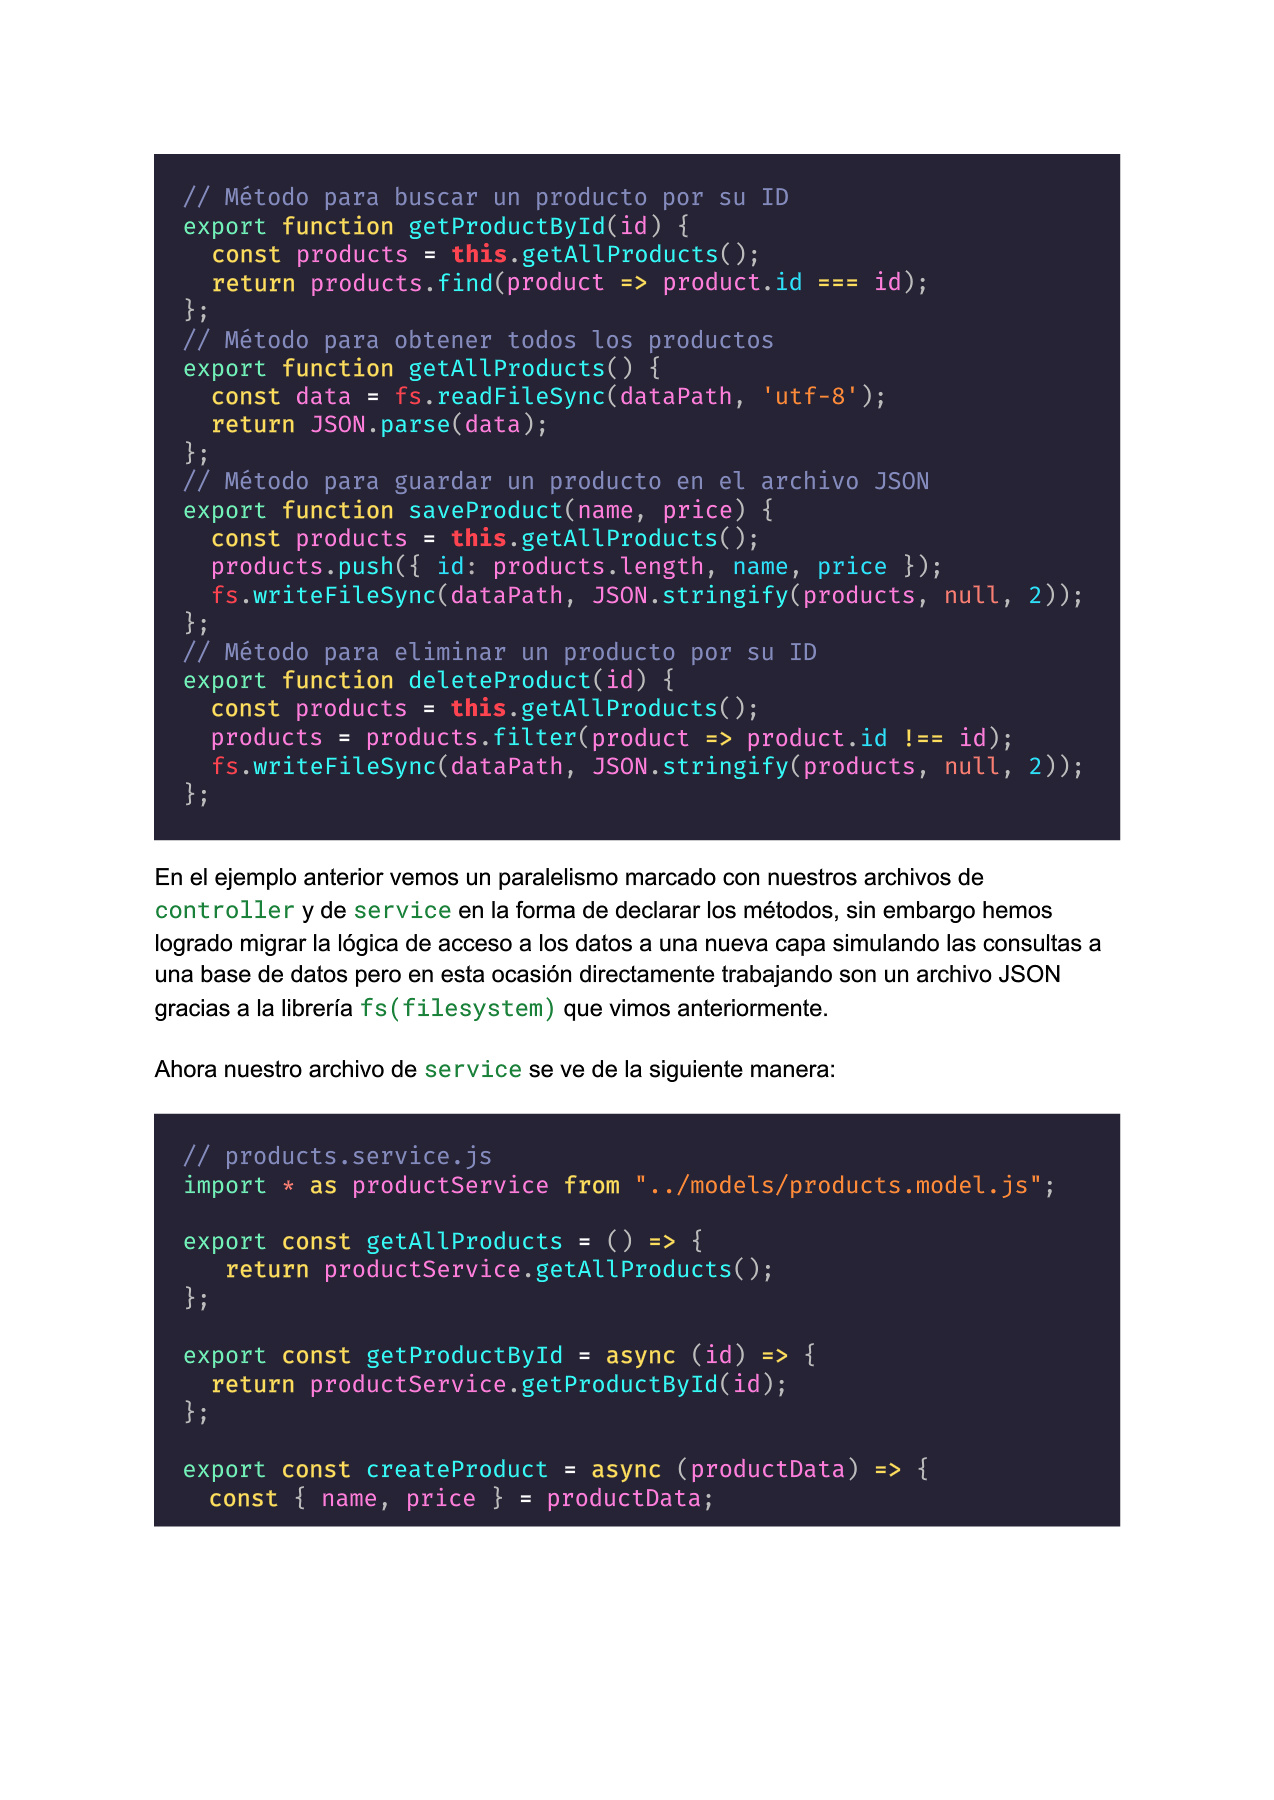 // Método para buscar un producto por su ID
export function getProductById(id) {
  const products = this.getAllProducts();
  return products.find(product => product.id === id);
};
// Método para obtener todos los productos
export function getAllProducts() {
  const data = fs.readFileSync(dataPath, 'utf-8');
  return JSON.parse(data);
};
// Método para guardar un producto en el archivo JSON
export function saveProduct(name, price) {
  const products = this.getAllProducts();
  products.push({ id: products.length, name, price });
  fs.writeFileSync(dataPath, JSON.stringify(products, null, 2));
};
// Método para eliminar un producto por su ID
export function deleteProduct(id) {
  const products = this.getAllProducts();
  products = products.filter(product => product.id !== id);
  fs.writeFileSync(dataPath, JSON.stringify(products, null, 2));
};
En el ejemplo anterior vemos un paralelismo marcado con nuestros archivos de
controller y de service en la forma de declarar los métodos, sin embargo hemos
logrado migrar la lógica de acceso a los datos a una nueva capa simulando las consultas a
una base de datos pero en esta ocasión directamente trabajando son un archivo JSON
gracias a la librería fs(filesystem) que vimos anteriormente.
Ahora nuestro archivo de service se ve de la siguiente manera:
// products.service.js
import * as productService from "../models/products.model.js";
export const getAllProducts = () => {
   return productService.getAllProducts();
};
export const getProductById = async (id) => {
  return productService.getProductById(id);
};
export const createProduct = async (productData) => {
  const { name, price } = productData;